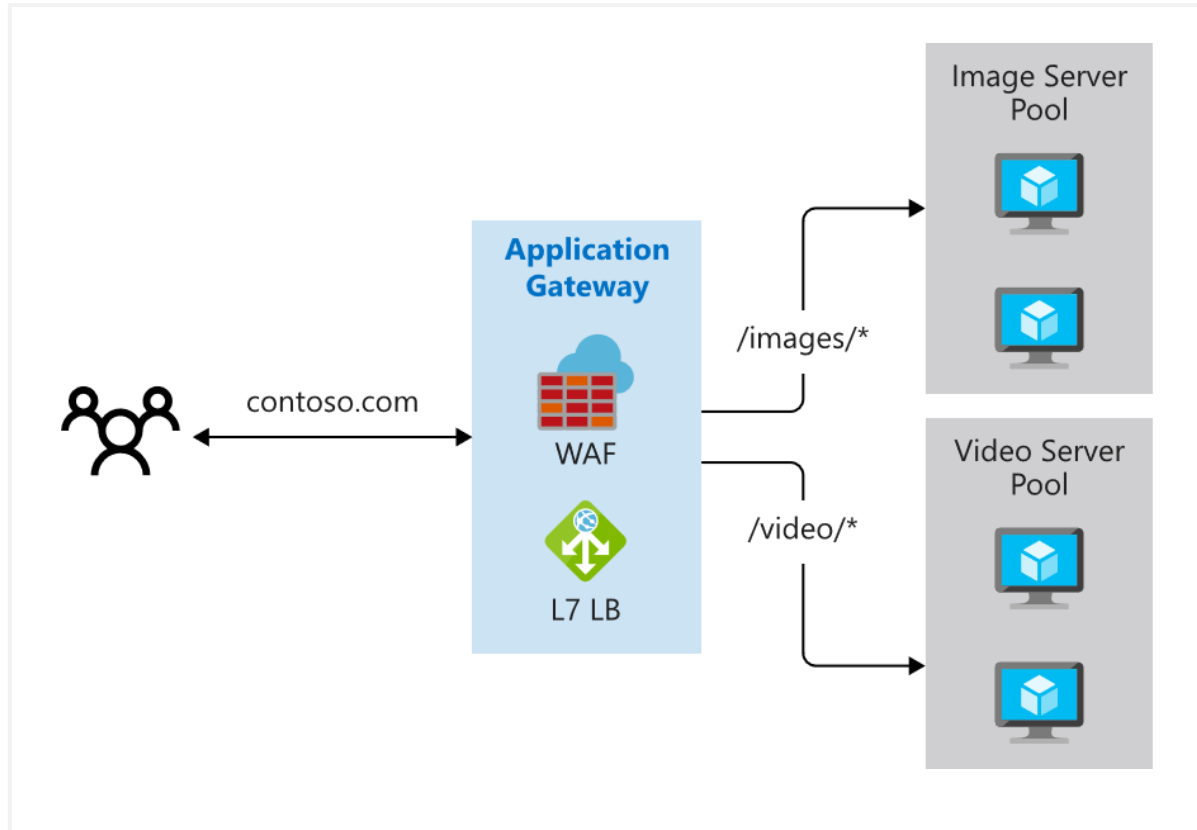 contoso.com
Application
Gateway
WAF
L7 LB
/images/*
/video/*
Image Server
Pool
Video Server
Pool